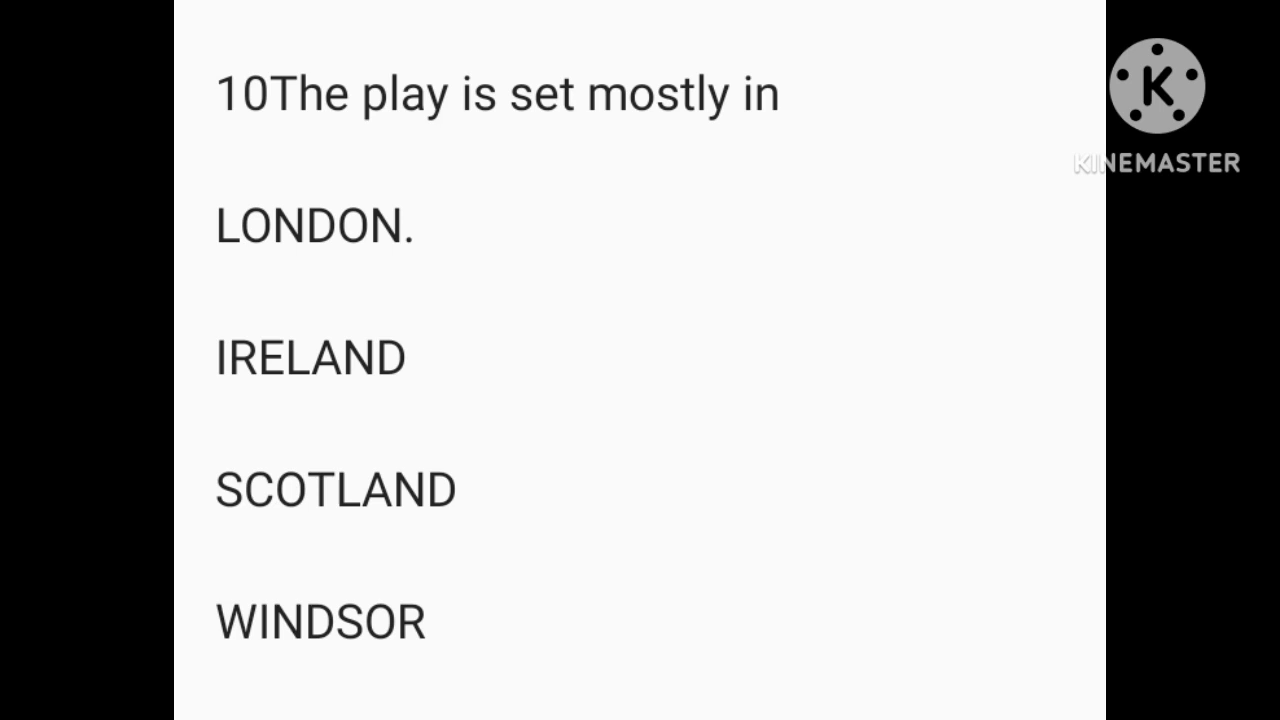 10The play is set mostly in
KINEMASTER
LONDON.
IRELAND
SCOTLAND
WINDSOR